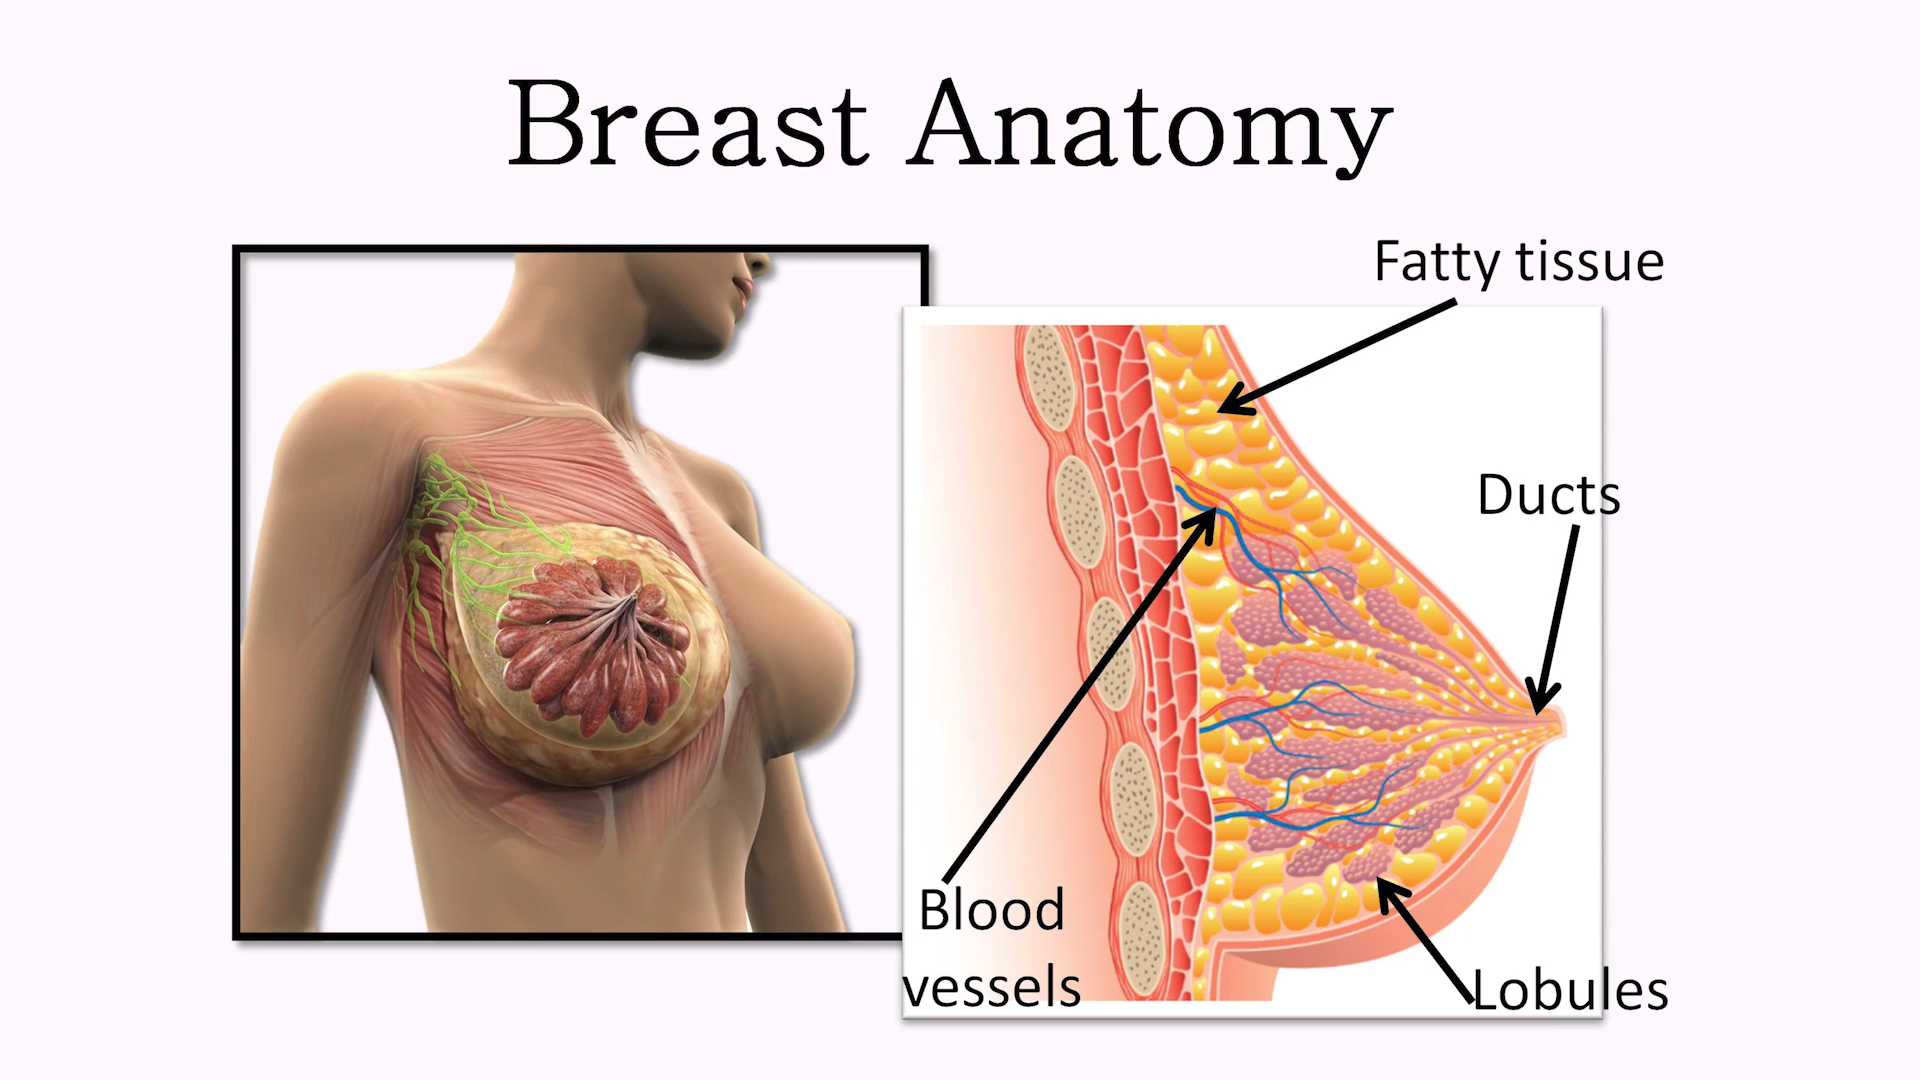 Breast Anatomy
Fatty tissue
Ducts
Blood
vessels
Lobules